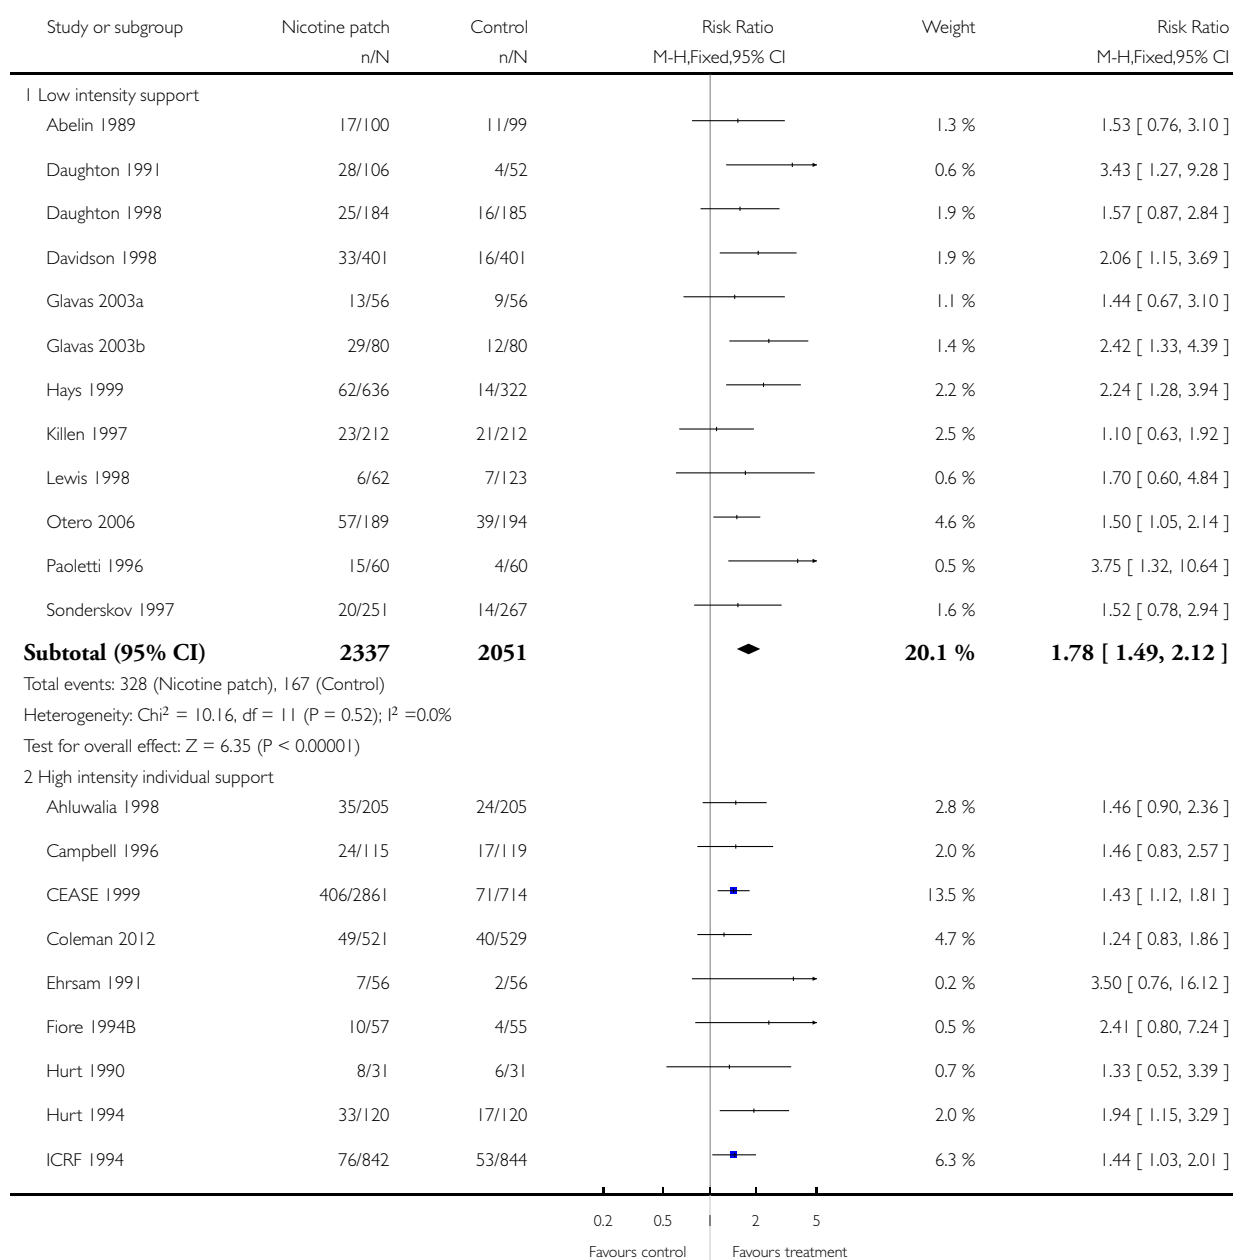 Study or subgroup Nicotine patch Control Risk Ratio Weight Risk Ratio
n/N n/N M-H,Fixed,95% CI M-H,Fixed,95% CI
1 Low intensity support
Abelin 1989 17/100 11/99 1.3 % 1.53 [ 0.76, 3.10 ]
Daughton 1991 28/106 4/52 0.6 % 3.43 [ 1.27, 9.28 ]
Daughton 1998 25/184 16/185 1.9 % 1.57 [ 0.87, 2.84 ]
Davidson 1998 33/401 16/401 1.9 % 2.06 [ 1.15, 3.69 ]
Glavas 2003a 13/56 9/56 1.1 % 1.44 [ 0.67, 3.10 ]
Glavas 2003b 29/80 12/80 1.4 % 2.42 [ 1.33, 4.39 ]
Hays 1999 62/636 14/322 2.2 % 2.24 [ 1.28, 3.94 ]
Killen 1997 23/212 21/212 2.5 % 1.10 [ 0.63, 1.92 ]
Lewis 1998 6/62 7/123 0.6 % 1.70 [ 0.60, 4.84 ]
Otero 2006 57/189 39/194 4.6 % 1.50 [ 1.05, 2.14 ]
Paoletti 1996 15/60 4/60 0.5 % 3.75 [ 1.32, 10.64 ]
Sonderskov 1997 20/251 14/267 1.6 % 1.52 [ 0.78, 2.94 ]
Subtotal (95% CI) 2337 2051 20.1 % 1.78 [ 1.49, 2.12 ]
Total events: 328 (Nicotine patch), 167 (Control)
Heterogeneity: Chi² = 10.16, df = 11 (P = 0.52); I² =0.0%
Test for overall effect: Z = 6.35 (P < 0.00001)
2 High intensity individual support
Ahluwalia 1998 35/205 24/205 2.8 % 1.46 [ 0.90, 2.36 ]
Campbell 1996 24/115 17/119 2.0 % 1.46 [ 0.83, 2.57 ]
CEASE 1999 406/2861 71/714 13.5 % 1.43 [ 1.12, 1.81 ]
Coleman 2012 49/521 40/529 4.7 % 1.24 [ 0.83, 1.86 ]
Ehrsam 1991 7/56 2/56 0.2 % 3.50 [ 0.76, 16.12 ]
Fiore 1994B 10/57 4/55 0.5 % 2.41 [ 0.80, 7.24 ]
Hurt 1990 8/31 6/31 0.7 % 1.33 [ 0.52, 3.39 ]
Hurt 1994 33/120 17/120 2.0 % 1.94 [ 1.15, 3.29 ]
ICRF 1994 76/842 53/844 6.3 % 1.44 [ 1.03, 2.01 ]
0.2 0.5 1 2 5
Favours control Favours treatment